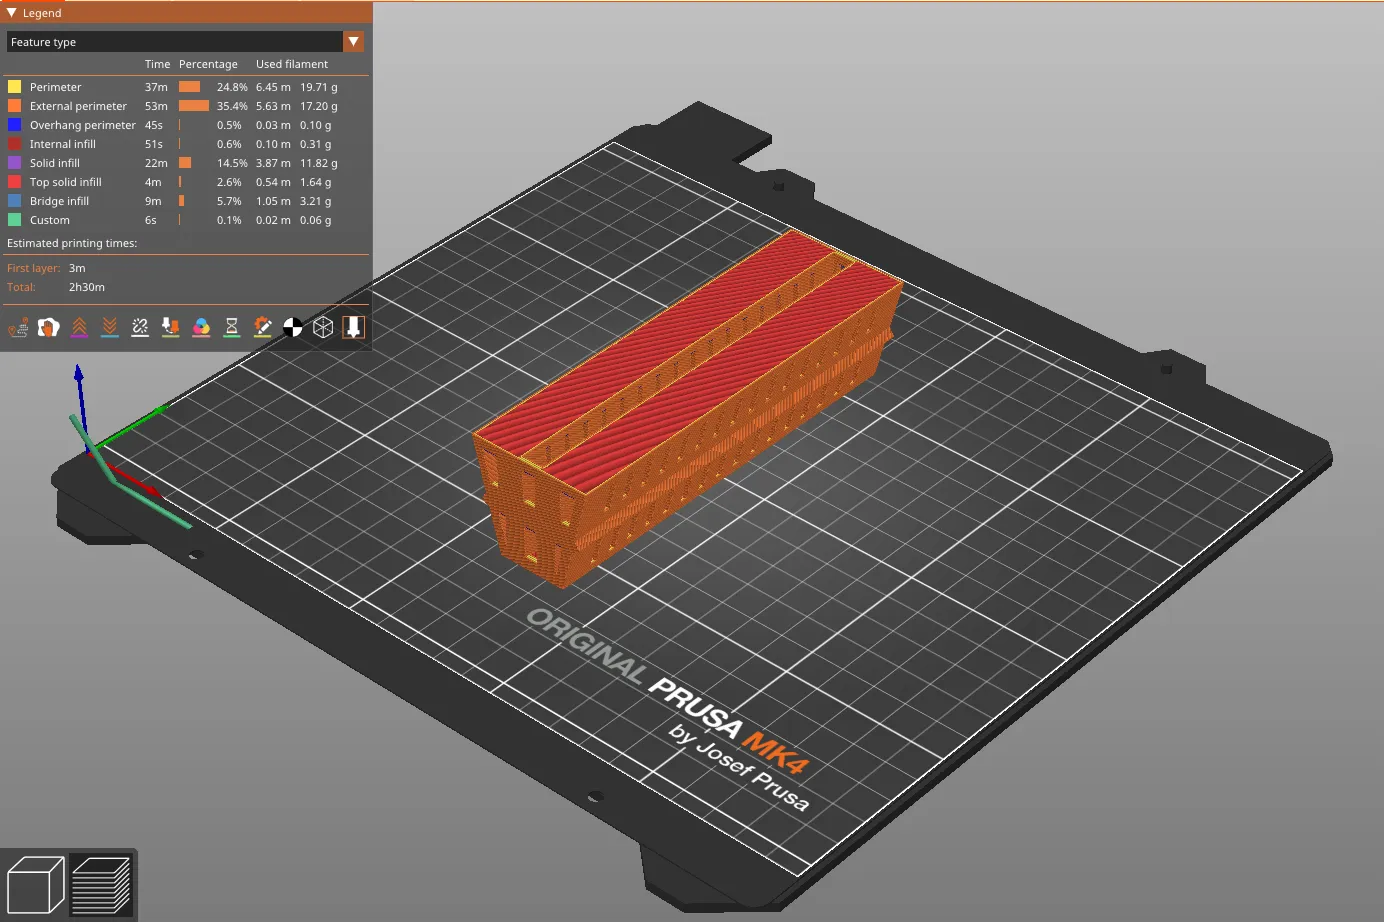 Legend
Feature type
Time Percentage Used filament
Perimeter 37m 24.8% 6.45 m 19.71 g
External perimeter 53m 35.4% 5.63 m 17.20 g
Overhang perimeter 45s 0.5% 0.03 m 0.10 g
Internal infill 51s 0.6% 0.10 m 0.31 g
Solid infill 22m 14.5% 3.87 m 11.82 g
Top solid infill 4m 2.6% 0.54 m 1.64 g
Bridge infill 9m 5.7% 1.05 m 3.21 g
Custom 6s 0.1% 0.02 m 0.06 g
Estimated printing times:
First layer: 3m
Total: 2h30m
ORIGINAL PRUSA MK4
by Josef Prusa